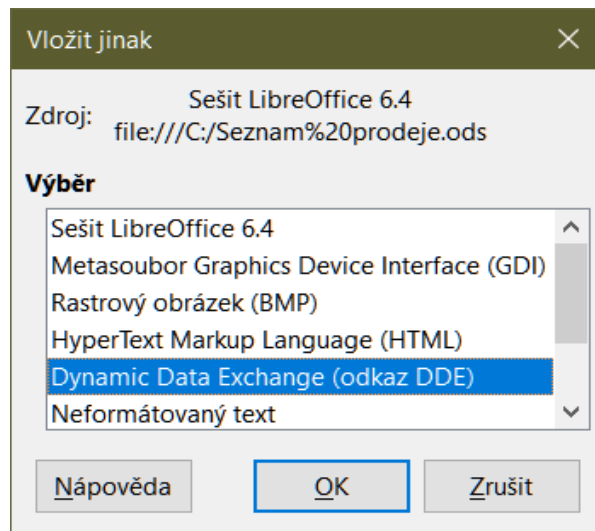 Vložit jinak
Zdroj:
Sešit LibreOffice 6.4
file:///C:/Seznam%20prodeje.ods
Výběr
Sešit LibreOffice 6.4
Metasoubor Graphics Device Interface (GDI)
Rastrový obrázek (BMP)
HyperText Markup Language (HTML)
Dynamic Data Exchange (odkaz DDE)
Neformátovaný text
Nápověda
OK
Zrušit